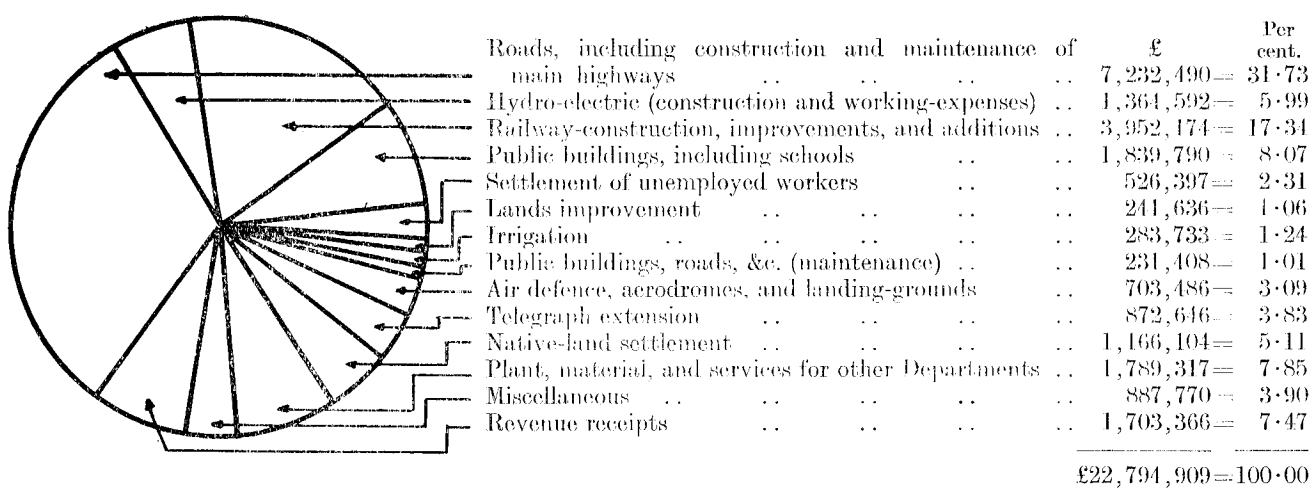 Per
Roads, including construction and maintenance of £ cent.
main highways .. .. .. .. 7,232,490= 31·73
Hydro-electric (construction and working-expenses) .. 1,364,592= 5·99
Railway-construction, improvements, and additions .. 3,952,174= 17·34
Public buildings, including schools .. .. 1,839,790= 8·07
Settlement of unemployed workers .. .. 526,397= 2·31
Lands improvement .. .. .. .. 241,636= 1·06
Irrigation .. .. .. .. .. 283,733= 1·24
Public buildings, roads, &c. (maintenance) .. .. 231,408= 1·01
Air defence, aerodromes, and landing-grounds .. 703,486= 3·09
Telegraph extension .. .. .. .. 872,646= 3·83
Native-land settlement .. .. .. .. 1,166,104= 5·11
Plant, material, and services for other Departments .. 1,789,317= 7·85
Miscellaneous .. .. .. .. .. 887,770= 3·90
Revenue receipts .. .. .. .. 1,703,366= 7·47
£22,794,909=100·00